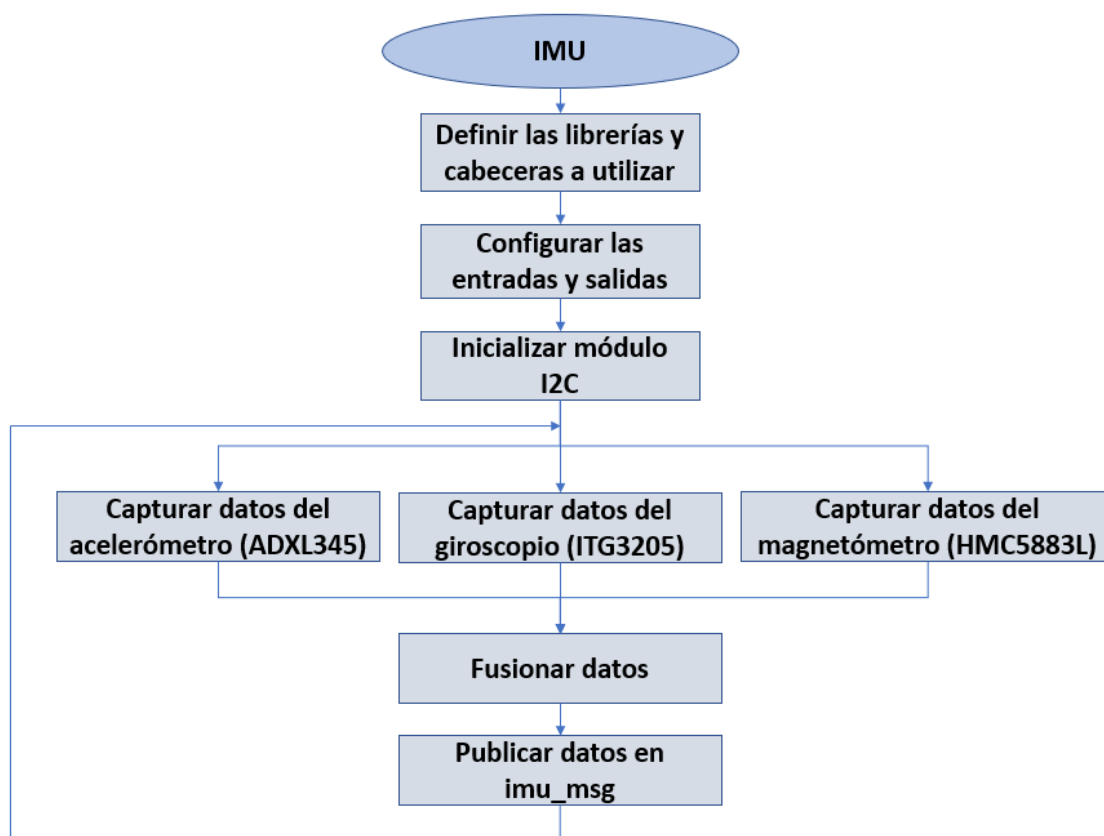 IMU
Definir las librerías y
cabeceras a utilizar
Configurar las
entradas y salidas
Inicializar módulo
I2C
Capturar datos del
acelerómetro (ADXL345)
Capturar datos del
giroscopio (ITG3205)
Capturar datos del
magnetómetro (HMC5883L)
Fusionar datos
Publicar datos en
imu_msg